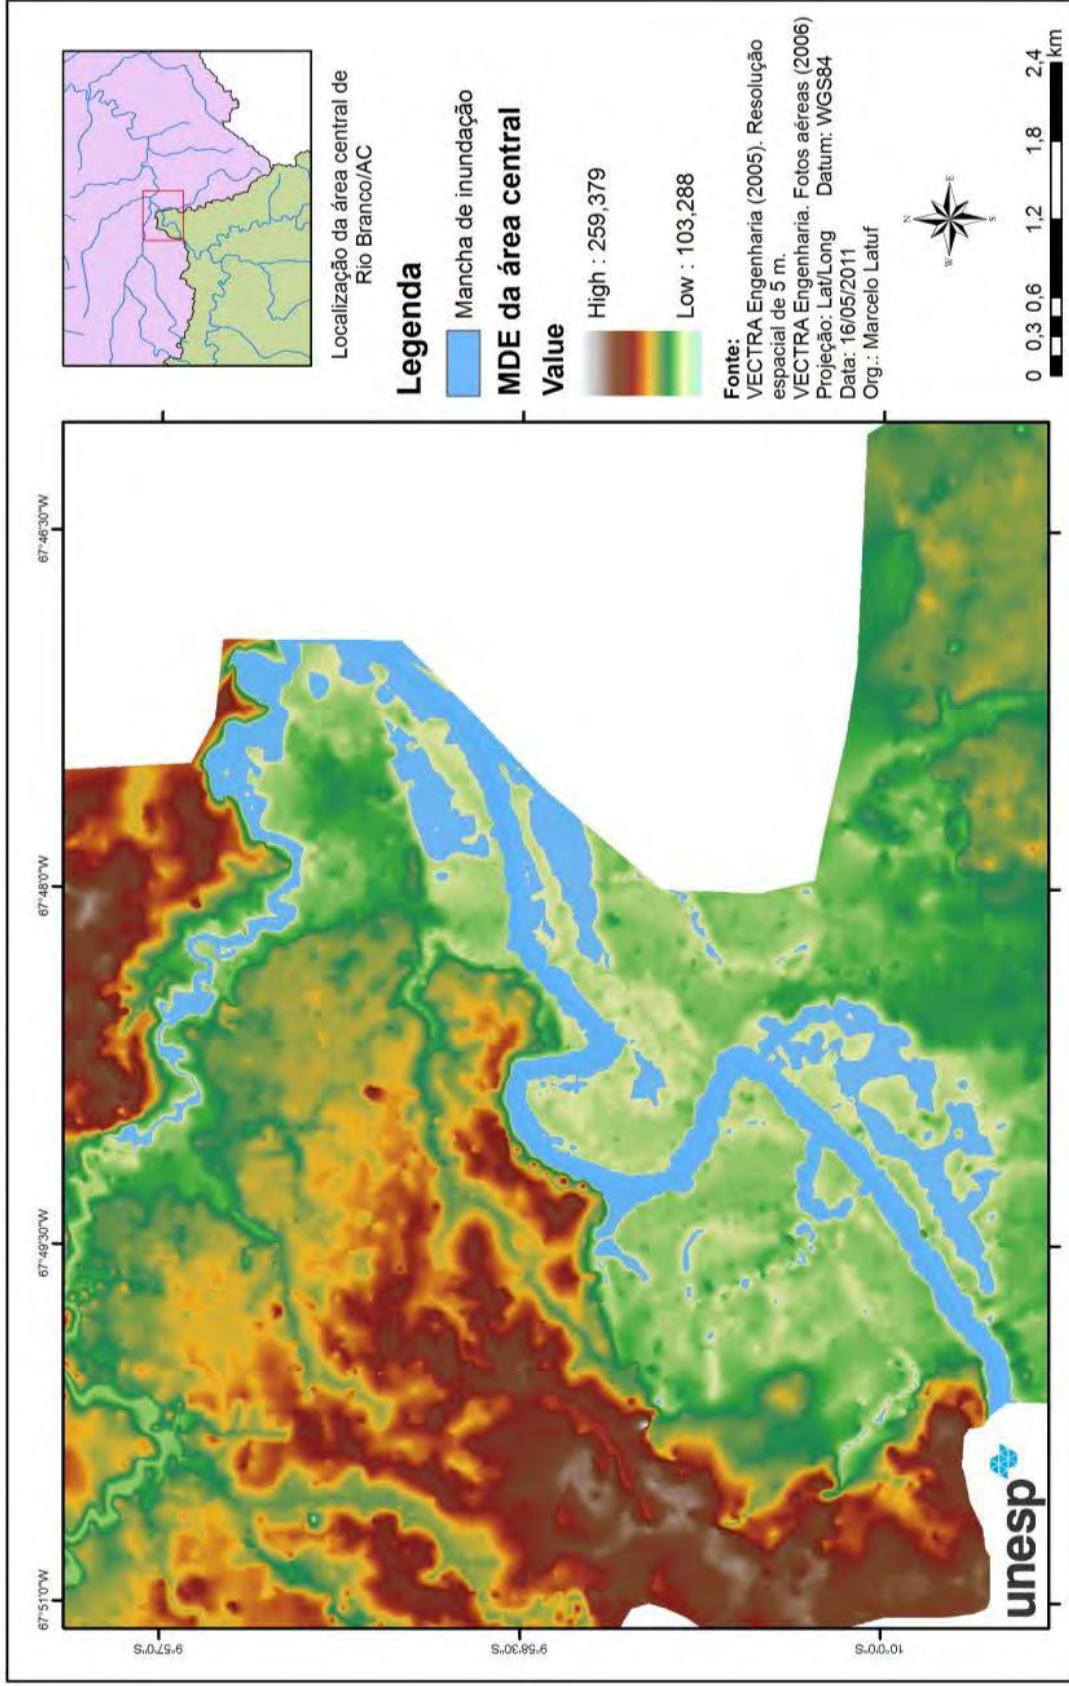 67°51'0"W
67°49'30"W
67°48'0"W
67°46'30"W
9°57'0"S
9°58'30"S
10°0'0"S
Localização da área central de
Rio Branco/AC
Legenda
Mancha de inundação
MDE da área central
Value
High : 259,379
Low : 103,288
Fonte:
VECTRA Engenharia (2005). Resolução
espacial de 5 m.
VECTRA Engenharia. Fotos aéreas (2006)
Projeção: Lat/Long Datum: WGS84
Data: 16/05/2011
Org.: Marcelo Latuf
N
W
E
S
0 0,3 0,6 1,2 1,8 2,4
km
unesp